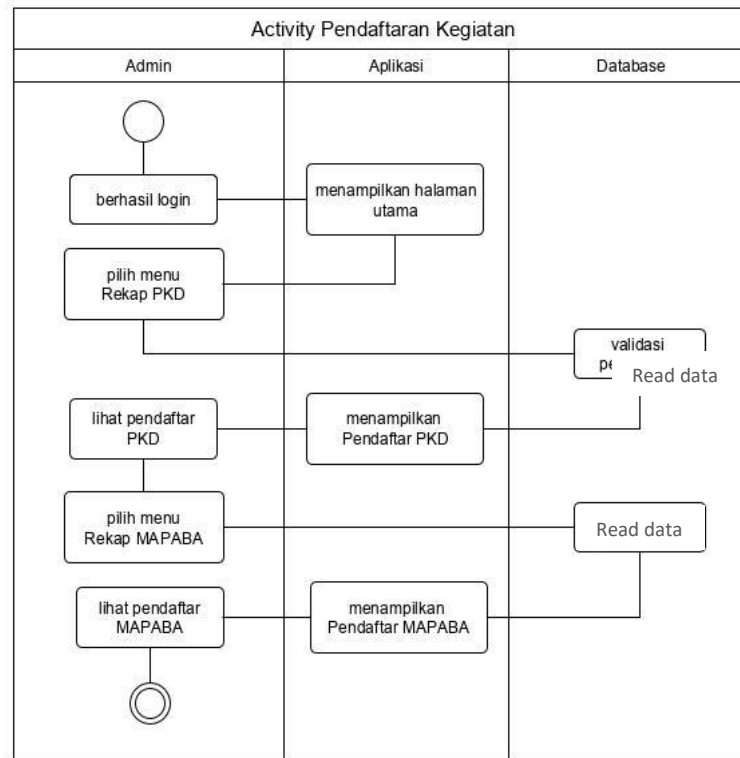 Activity Pendaftaran Kegiatan
Admin
Aplikasi
Database
berhasil login
menampilkan halaman
utama
pilih menu
Rekap PKD
validasi
Read data
lihat pendaftar
PKD
menampilkan
Pendaftar PKD
pilih menu
Rekap MAPABA
Read data
lihat pendaftar
MAPABA
menampilkan
Pendaftar MAPABA